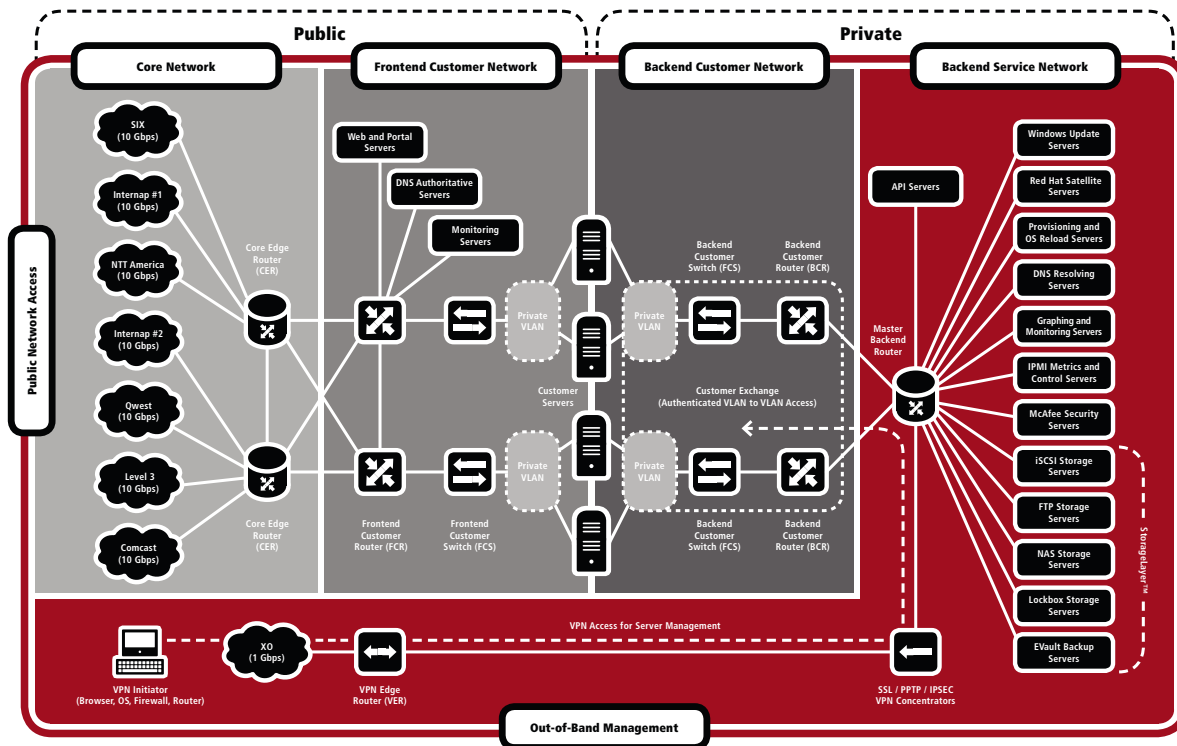 Public
Private
Core Network
Frontend Customer Network
Backend Customer Network
Backend Service Network
Public Network Access
SIX
(10 Gbps)
Internap #1
(10 Gbps)
NTT America
(10 Gbps)
Internap #2
(10 Gbps)
Qwest
(10 Gbps)
Level 3
(10 Gbps)
Comcast
(10 Gbps)
Core Edge
Router
(CER)
Core Edge
Router
(CER)
Web and Portal
Servers
DNS Authoritative
Servers
Monitoring
Servers
Private
VLAN
Private
VLAN
Frontend
Customer
Router (FCR)
Frontend
Customer
Switch (FCS)
Customer
Servers
Private
VLAN
Private
VLAN
Backend
Customer
Switch (FCS)
Backend
Customer
Router (BCR)
Customer Exchange
(Authenticated VLAN to VLAN Access)
Backend
Customer
Switch (FCS)
Backend
Customer
Router (BCR)
API Servers
Master
Backend
Router
Windows Update
Servers
Red Hat Satellite
Servers
Provisioning and
OS Reload Servers
DNS Resolving
Servers
Graphing and
Monitoring Servers
IPMI Metrics and
Control Servers
McAfee Security
Servers
iSCSI Storage
Servers
FTP Storage
Servers
NAS Storage
Servers
Lockbox Storage
Servers
EVault Backup
Servers
StorageLayer™
VPN Access for Server Management
XO
(1 Gbps)
VPN Initiator
(Browser, OS, Firewall, Router)
VPN Edge
Router (VER)
SSL / PPTP / IPSEC
VPN Concentrators
Out-of-Band Management